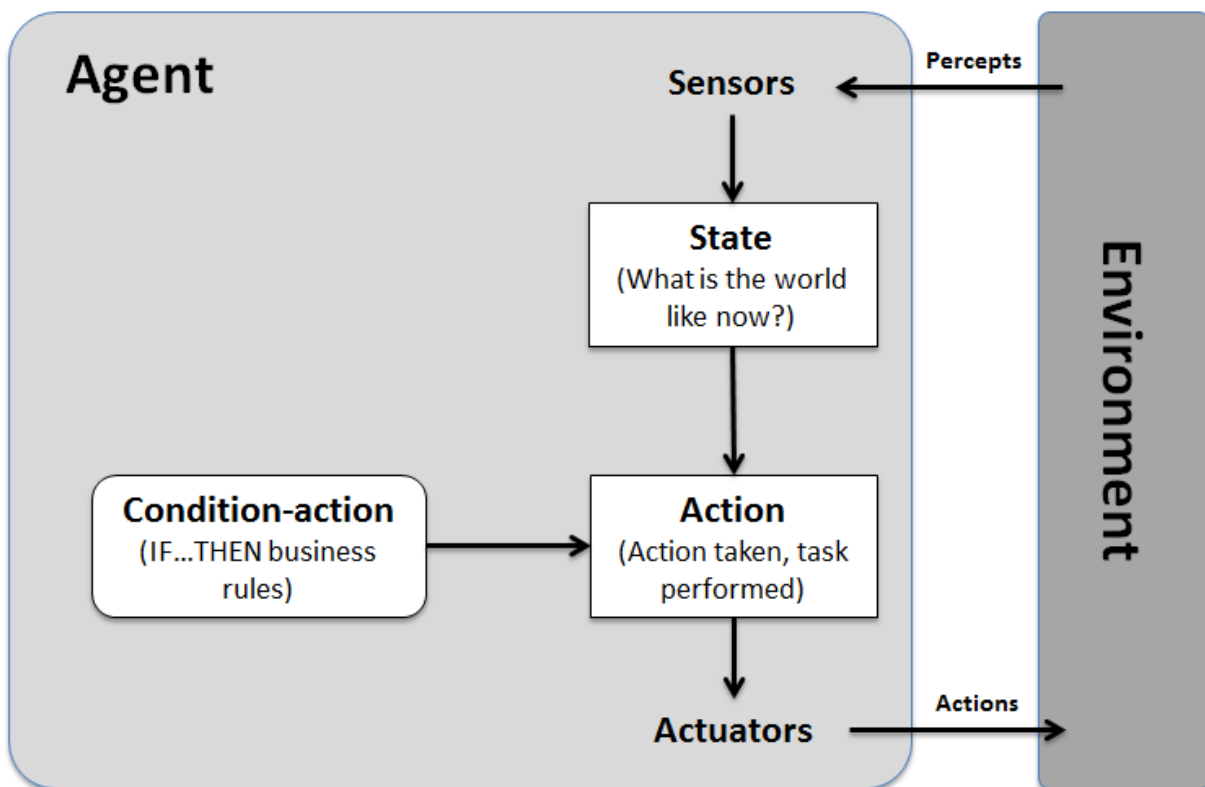 Agent
Percepts
Sensors
State
(What is the world
like now?)
Environment
Condition-action
(IF...THEN business
rules)
Action
(Action taken, task
performed)
Actions
Actuators